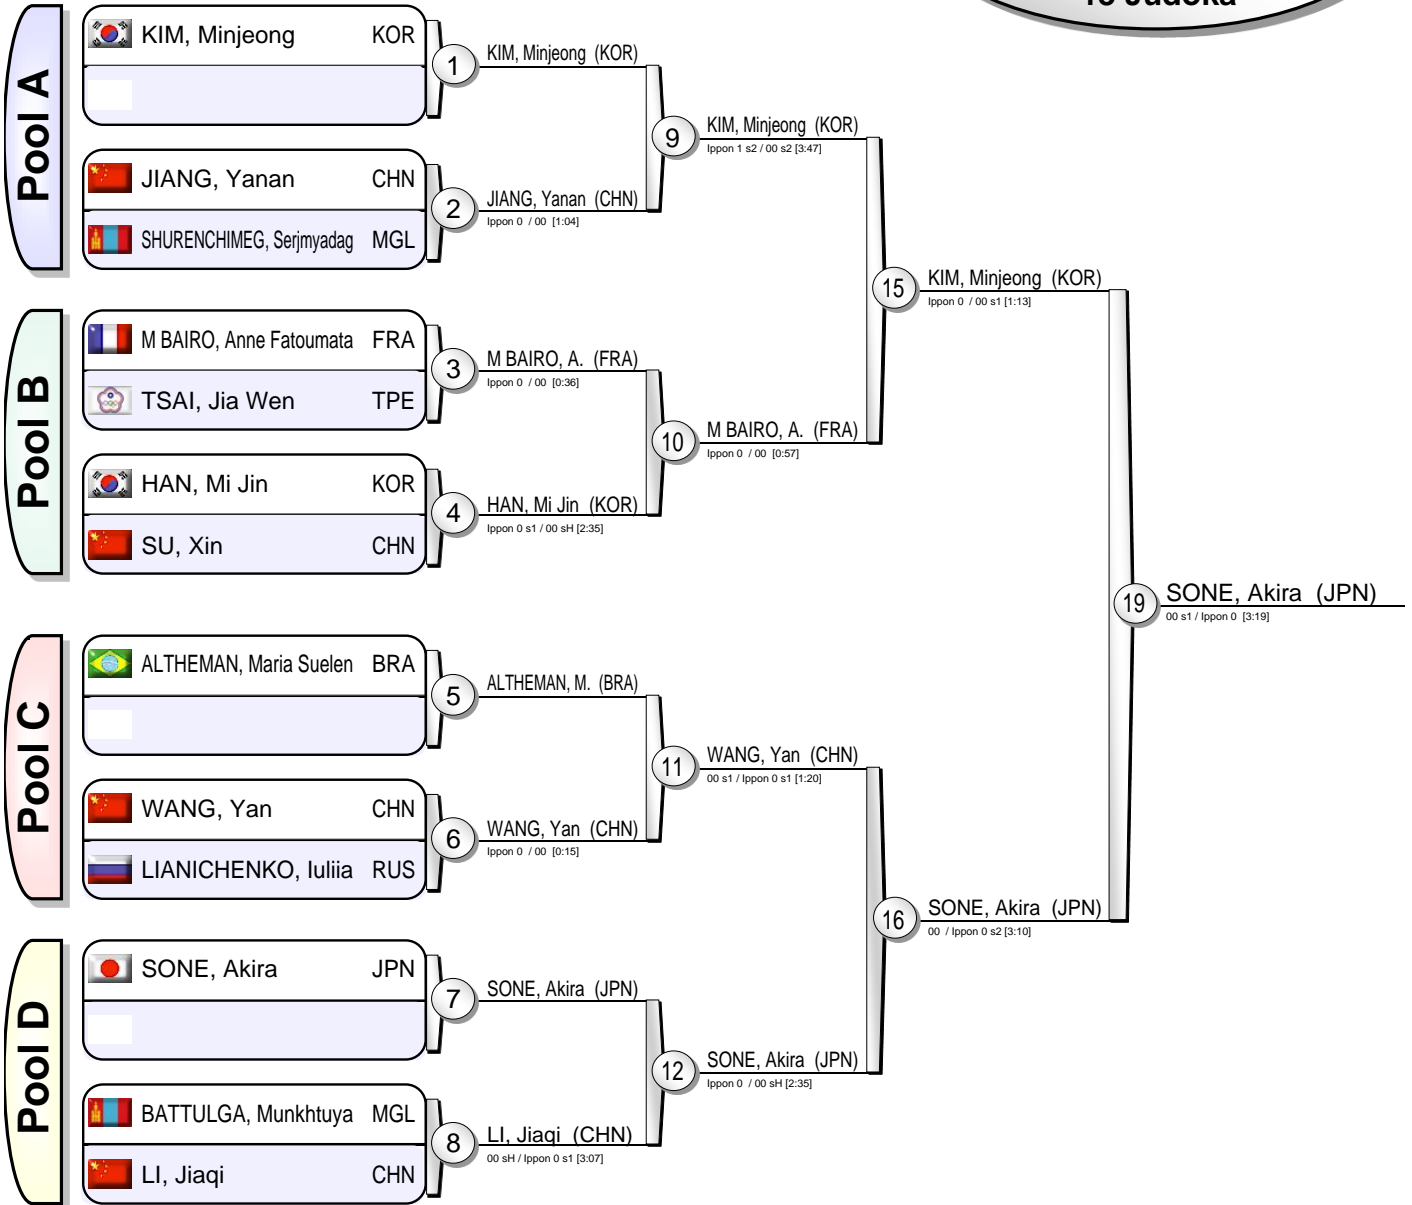 13 Judoka
Pool A
KIM, Minjeong KOR
1
JIANG, Yanan CHN
SHURENCHIMEG, Serjmyadag MGL
2
Pool B
M BAIRO, Anne Fatoumata FRA
TSAI, Jia Wen TPE
3
HAN, Mi Jin KOR
SU, Xin CHN
4
Pool C
ALTHEMAN, Maria Suelen BRA
5
WANG, Yan CHN
LIANICHENKO, Iuliia RUS
6
Pool D
SONE, Akira JPN
7
BATTULGA, Munkhtuya MGL
LI, Jiaqi CHN
8
KIM, Minjeong (KOR)
9
JIANG, Yanan (CHN)
Ippon 0 / 00 [1:04]
M BAIRO, A. (FRA)
Ippon 0 / 00 [0:36]
10
HAN, Mi Jin (KOR)
Ippon 0 s1 / 00 sH [2:35]
ALTHEMAN, M. (BRA)
11
WANG, Yan (CHN)
Ippon 0 / 00 [0:15]
SONE, Akira (JPN)
12
LI, Jiaqi (CHN)
00 sH / Ippon 0 s1 [3:07]
KIM, Minjeong (KOR)
Ippon 1 s2 / 00 s2 [3:47]
15
M BAIRO, A. (FRA)
Ippon 0 / 00 [0:57]
WANG, Yan (CHN)
00 s1 / Ippon 0 s1 [1:20]
16
SONE, Akira (JPN)
Ippon 0 / 00 sH [2:35]
KIM, Minjeong (KOR)
Ippon 0 / 00 s1 [1:13]
19
SONE, Akira (JPN)
00 / Ippon 0 s2 [3:10]
SONE, Akira (JPN)
00 s1 / Ippon 0 [3:19]